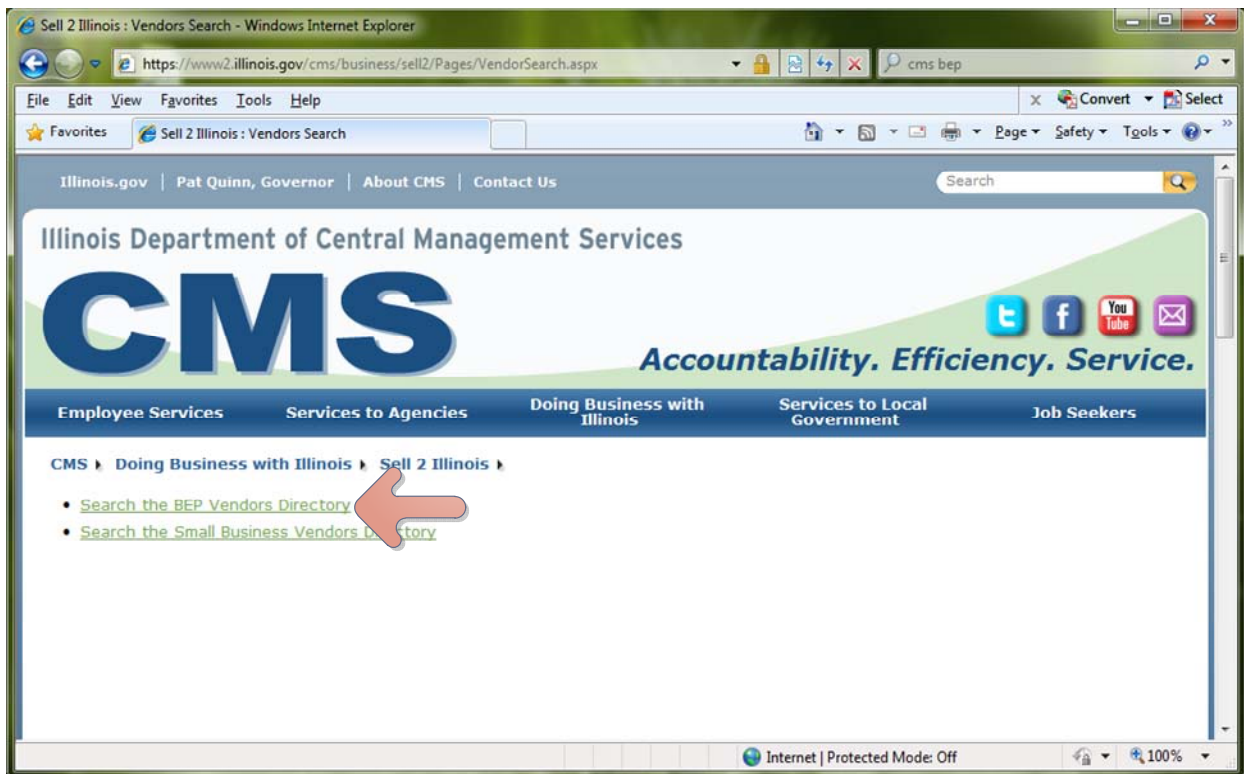 Sell 2 Illinois : Vendors Search - Windows Internet Explorer
https://www2.illinois.gov/cms/business/sell2/Pages/VendorSearch.aspx
cms bep
File Edit View Favorites Tools Help
x Convert Select
Favorites Sell 2 Illinois : Vendors Search Page Safety Tools
Illinois.gov | Pat Quinn, Governor | About CMS | Contact Us Search
Illinois Department of Central Management Services
CMS
You
Tube
Accountability. Efficiency. Service.
Employee Services Services to Agencies Doing Business with Illinois Services to Local Government Job Seekers
CMS Doing Business with Illinois Sell 2 Illinois
• Search the BEP Vendors Directory
• Search the Small Business Vendors Directory
Internet | Protected Mode: Off 100%